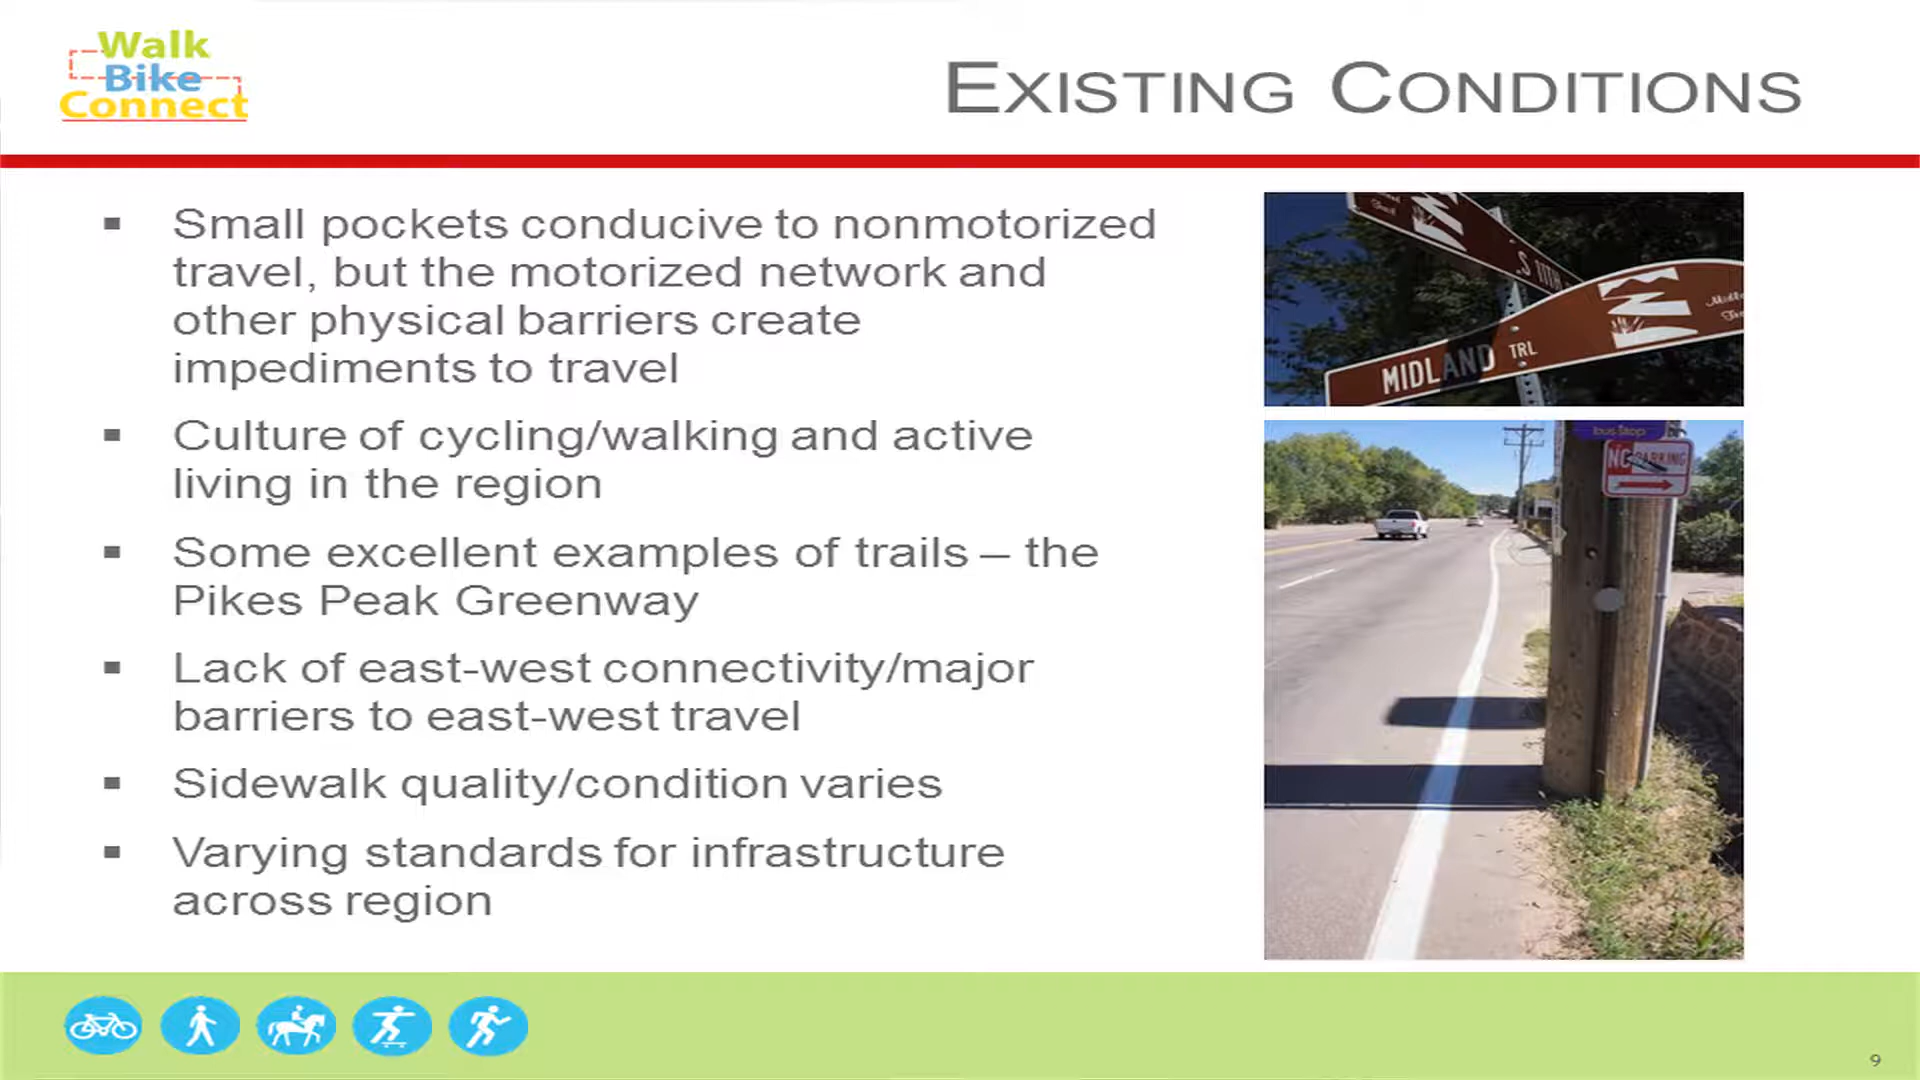 Walk
Bike
Connect
EXISTING CONDITIONS
▪ Small pockets conducive to nonmotorized
travel, but the motorized network and
other physical barriers create
impediments to travel
▪ Culture of cycling/walking and active
living in the region
▪ Some excellent examples of trails – the
Pikes Peak Greenway
▪ Lack of east-west connectivity/major
barriers to east-west travel
▪ Sidewalk quality/condition varies
▪ Varying standards for infrastructure
across region
S 11TH
MIDLAND TRL
bus stop
NO PARKING
9